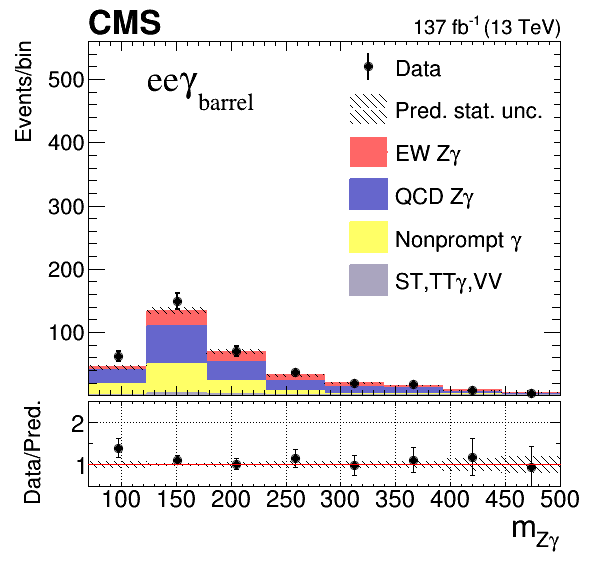 CMS 137 fb⁻¹ (13 TeV)
Events/bin
500
400
300
200
100
eeγ_barrel
Data
Pred. stat. unc.
EW Zγ
QCD Zγ
Nonprompt γ
ST,TTγ,VV
Data/Pred.
2
1
100 150 200 250 300 350 400 450 500
m_Zγ